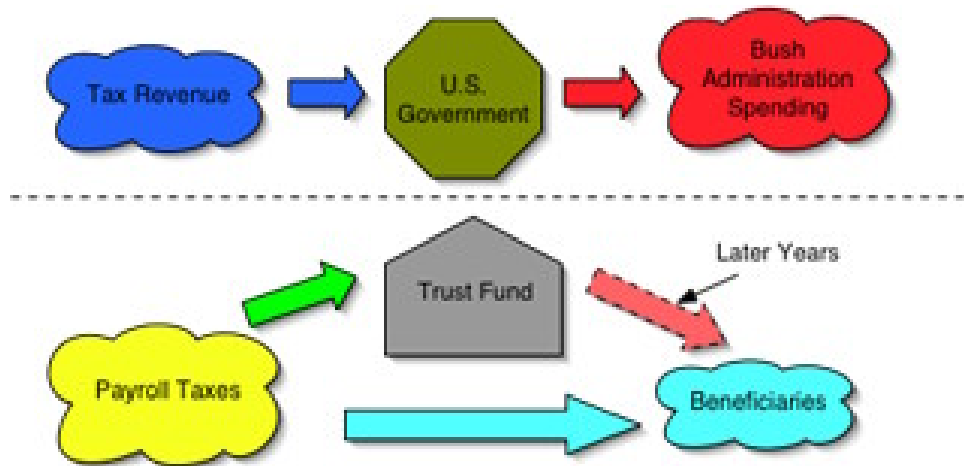 Tax Revenue
U.S.
Government
Bush
Administration
Spending
Later Years
Trust Fund
Payroll Taxes
Beneficiaries